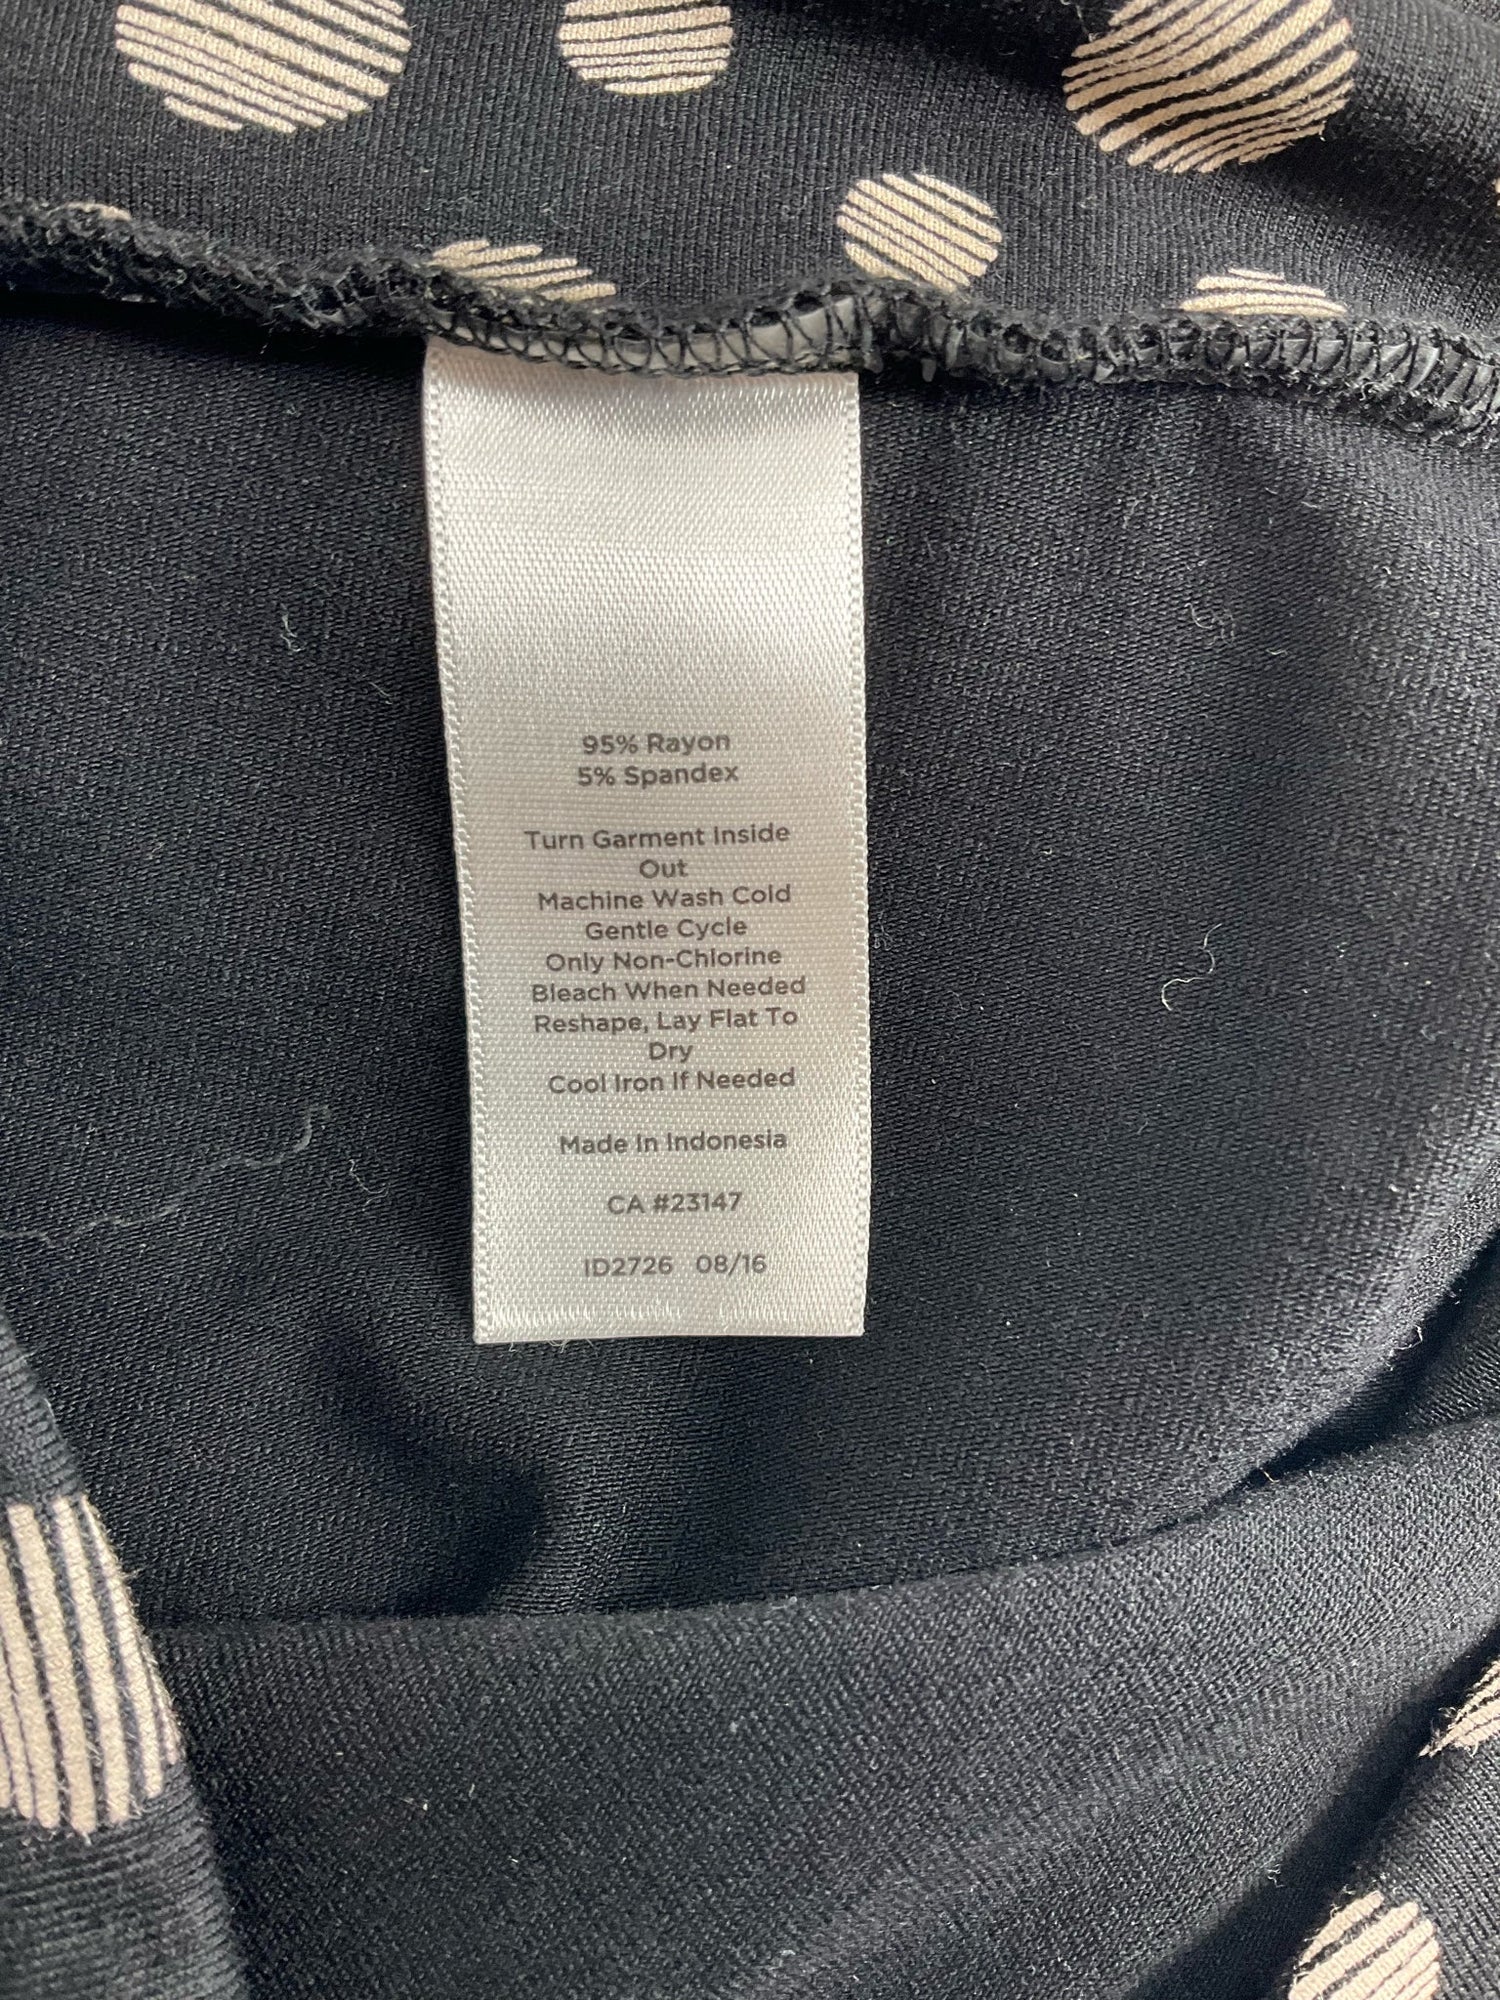 95% Rayon
5% Spandex
Turn Garment Inside
Out
Machine Wash Cold
Gentle Cycle
Only Non-Chlorine
Bleach When Needed
Reshape, Lay Flat To
Dry
Cool Iron If Needed
Made In Indonesia
CA #23147
ID2726 08/16